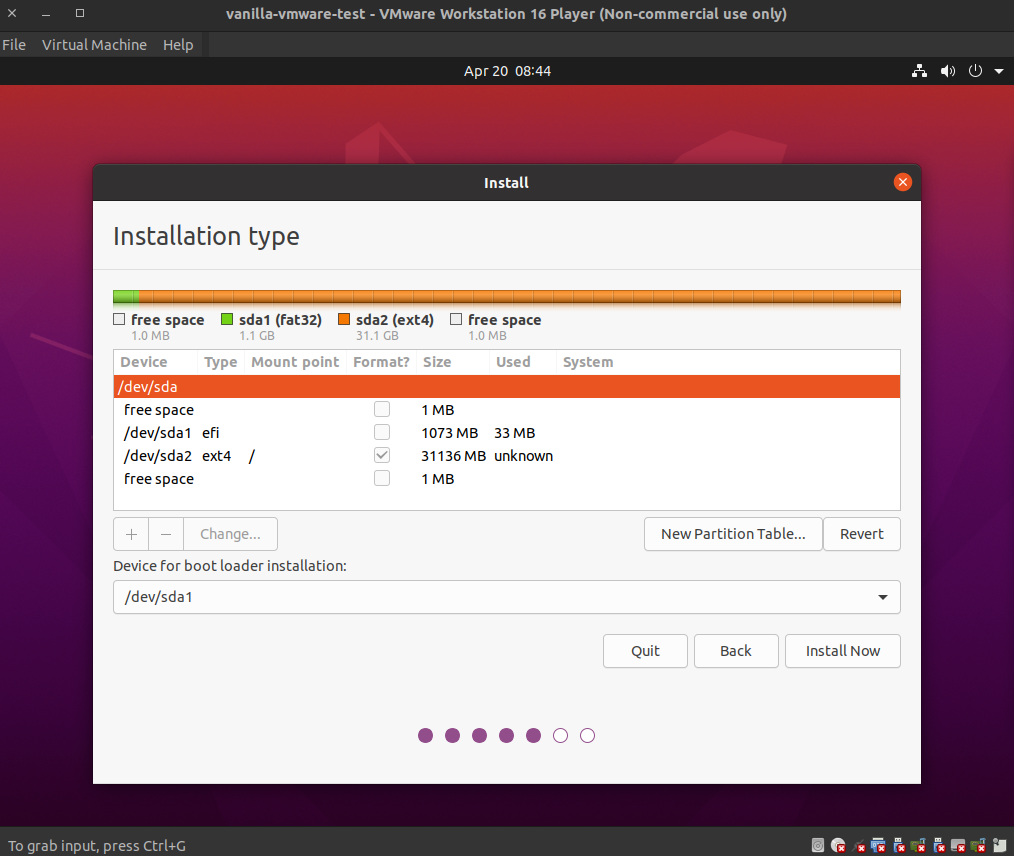 vanilla-vmware-test - VMware Workstation 16 Player (Non-commercial use only)
File Virtual Machine Help
Apr 20 08:44
Install
Installation type
free space sda1 (fat32) sda2 (ext4) free space
1.0 MB 1.1 GB 31.1 GB 1.0 MB
Device Type Mount point Format? Size Used System
/dev/sda
free space 1 MB
/dev/sda1 efi 1073 MB 33 MB
/dev/sda2 ext4 / 31136 MB unknown
free space 1 MB
+ − Change... New Partition Table... Revert
Device for boot loader installation:
/dev/sda1
Quit Back Install Now
To grab input, press Ctrl+G